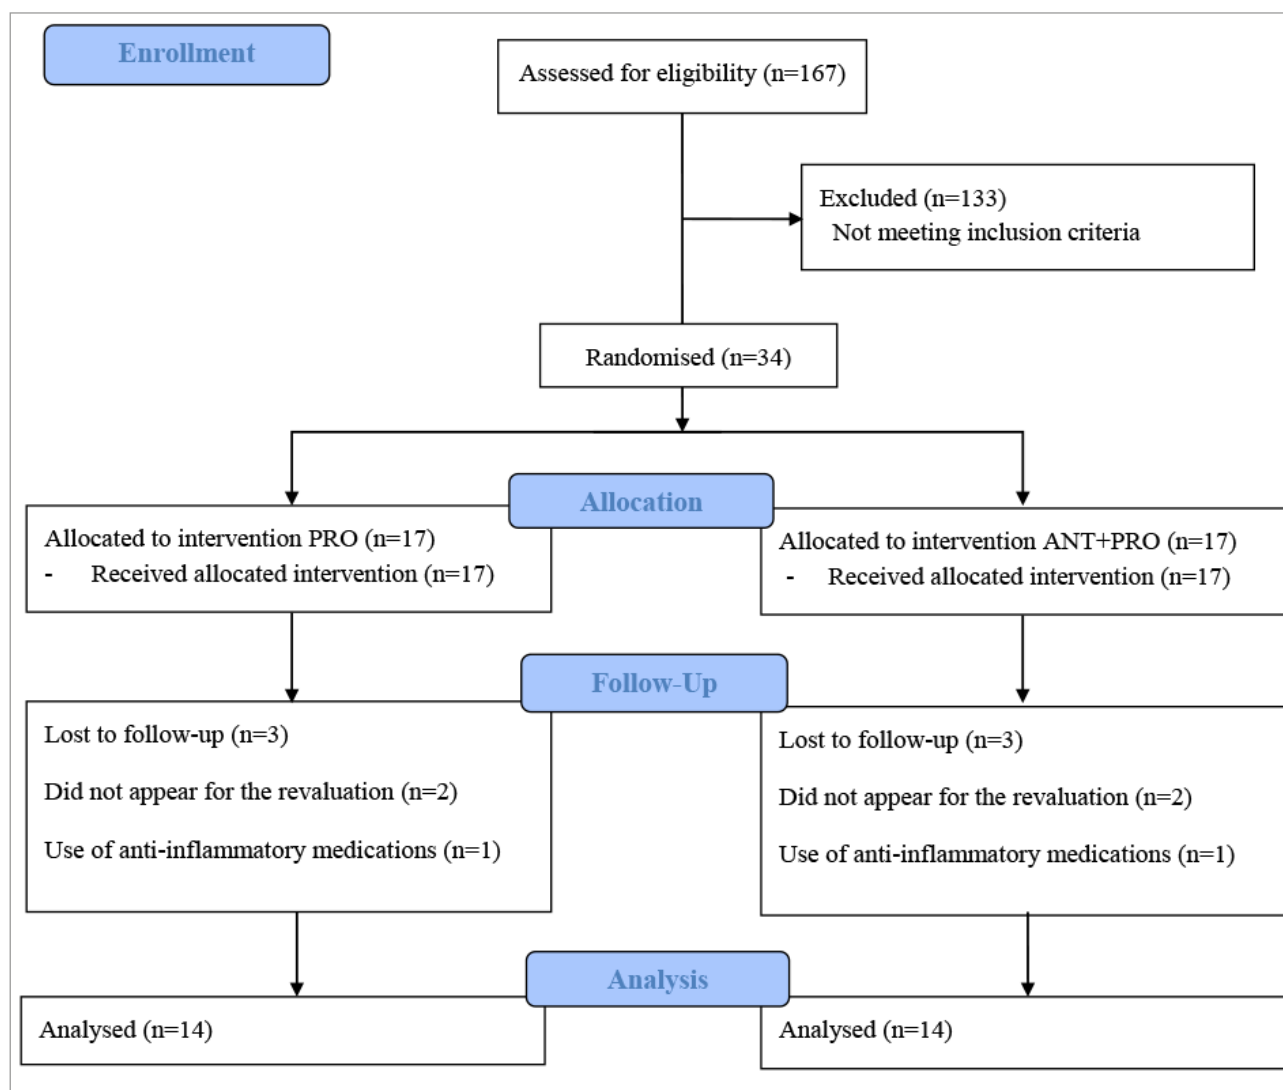 Enrollment
Assessed for eligibility (n=167)
Excluded (n=133)
Not meeting inclusion criteria
Randomised (n=34)
Allocation
Allocated to intervention PRO (n=17)
- Received allocated intervention (n=17)
Allocated to intervention ANT+PRO (n=17)
- Received allocated intervention (n=17)
Follow-Up
Lost to follow-up (n=3)
Did not appear for the revaluation (n=2)
Use of anti-inflammatory medications (n=1)
Lost to follow-up (n=3)
Did not appear for the revaluation (n=2)
Use of anti-inflammatory medications (n=1)
Analysis
Analysed (n=14)
Analysed (n=14)